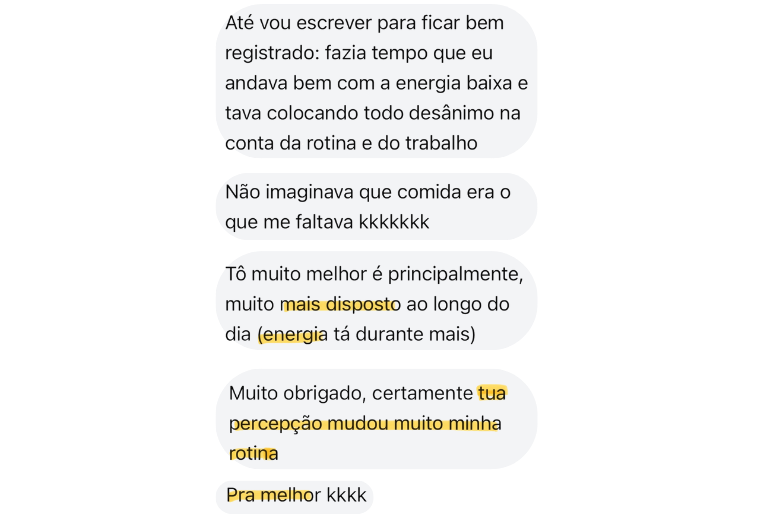 Até vou escrever para ficar bem
registrado: fazia tempo que eu
andava bem com a energia baixa e
tava colocando todo desânimo na
conta da rotina e do trabalho
Não imaginava que comida era o
que me faltava kkkkkkk
Tô muito melhor é principalmente,
muito mais disposto ao longo do
dia (energia tá durante mais)
Muito obrigado, certamente tua
percepção mudou muito minha
rotina
Pra melhor kkkk